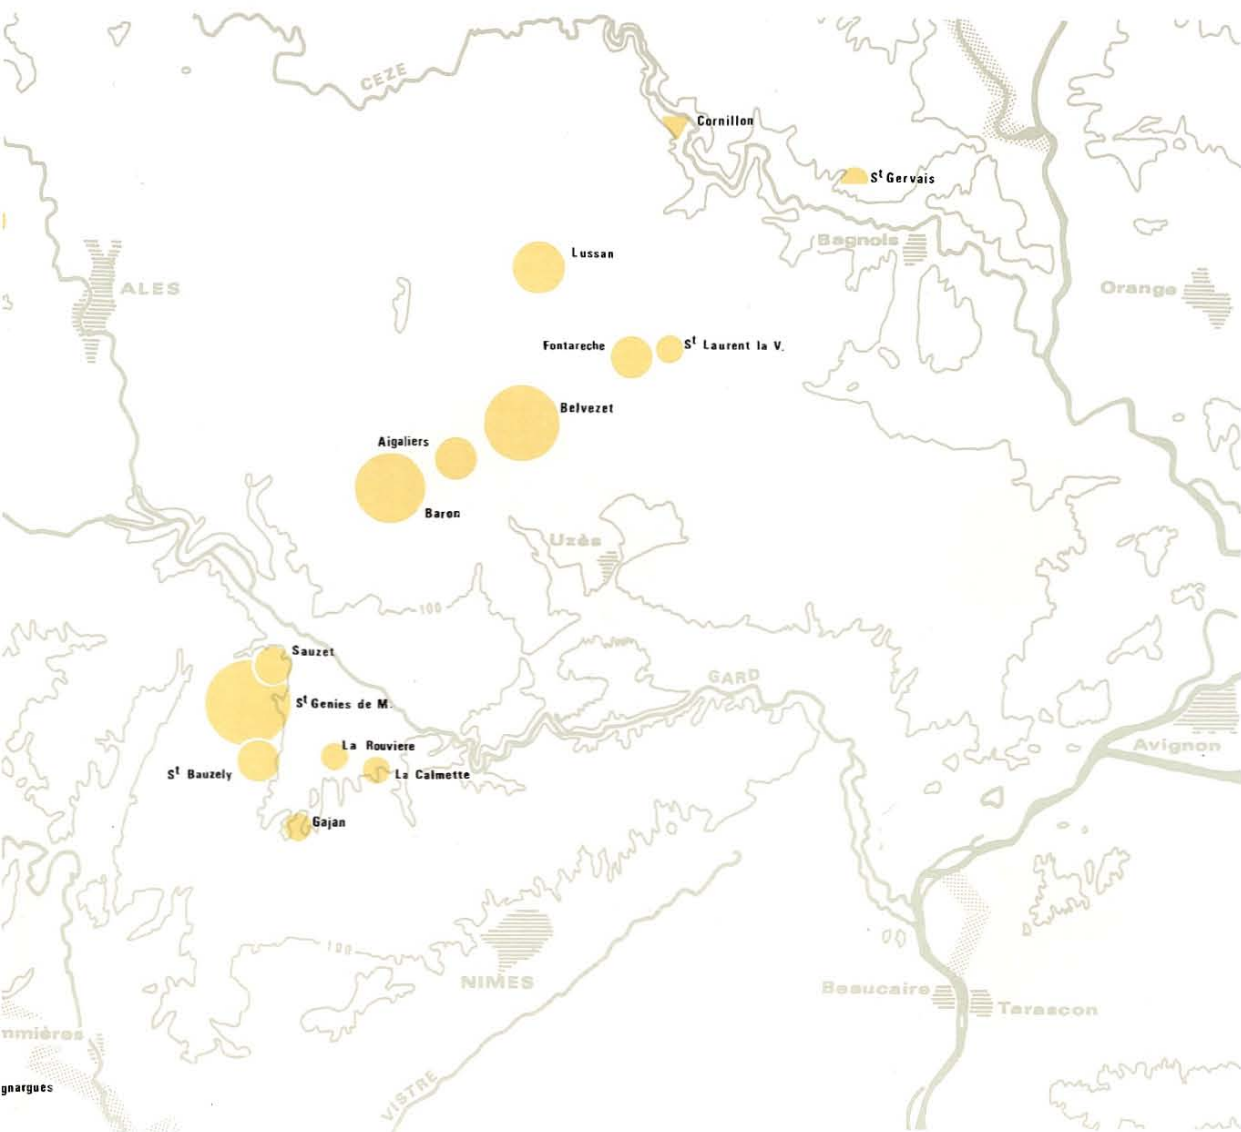 CEZE
Cornillon
St Gervais
Bagnols
Lussan
ALES
Orange
Fontareche
St Laurent la V.
Belvezet
Aigaliers
Baron
Uzès
100
Sauzet
GARD
St Genies de M.
La Rouviere
Avignon
St Bauzely
La Calmette
Gajan
100
NIMES
Beaucaire
Tarascon
mmières
VISTRE
gnargues